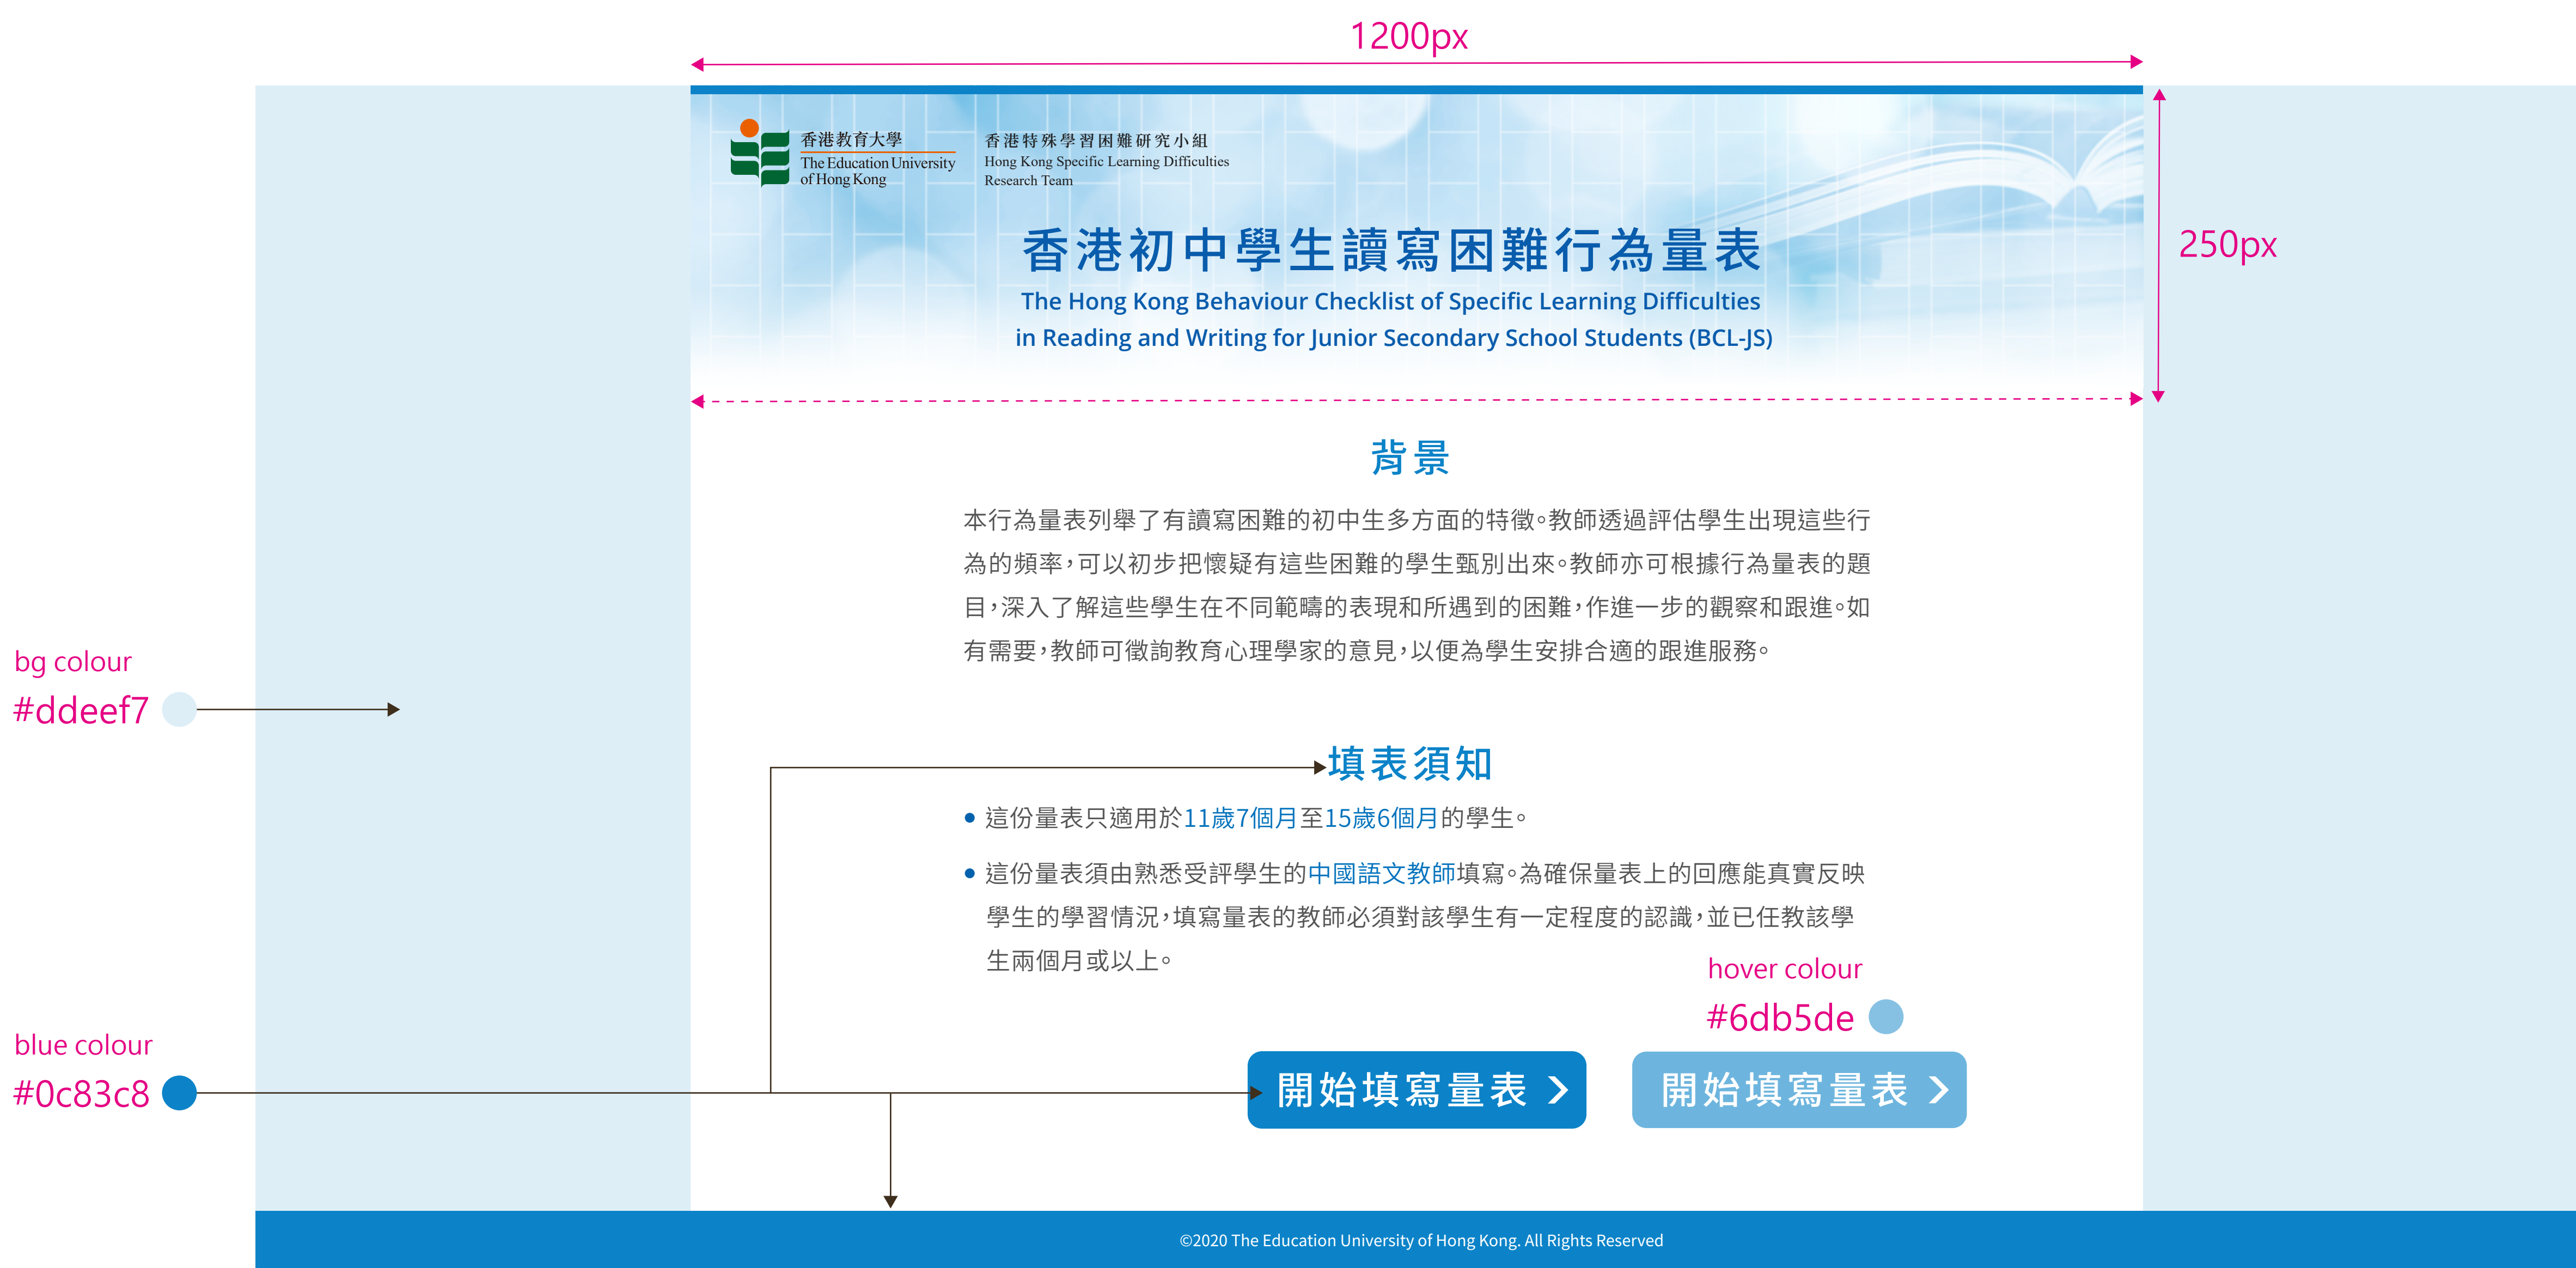 1200px
香港教育大學
The Education University
of Hong Kong
香港特殊學習困難研究小組
Hong Kong Specific Learning Difficulties
Research Team
香港初中學生讀寫困難行為量表
The Hong Kong Behaviour Checklist of Specific Learning Difficulties
in Reading and Writing for Junior Secondary School Students (BCL-JS)
250px
背景
本行為量表列舉了有讀寫困難的初中生多方面的特徵。教師透過評估學生出現這些行
為的頻率，可以初步把懷疑有這些困難的學生甄別出來。教師亦可根據行為量表的題
目，深入了解這些學生在不同範疇的表現和所遇到的困難，作進一步的觀察和跟進。如
有需要，教師可徵詢教育心理學家的意見，以便為學生安排合適的跟進服務。
bg colour
#ddeef7
填表須知
• 這份量表只適用於11歲7個月至15歲6個月的學生。
• 這份量表須由熟悉受評學生的中國語文教師填寫。為確保量表上的回應能真實反映
學生的學習情況，填寫量表的教師必須對該學生有一定程度的認識，並已任教該學
生兩個月或以上。
hover colour
#6db5de
blue colour
#0c83c8
開始填寫量表
開始填寫量表
©2020 The Education University of Hong Kong. All Rights Reserved